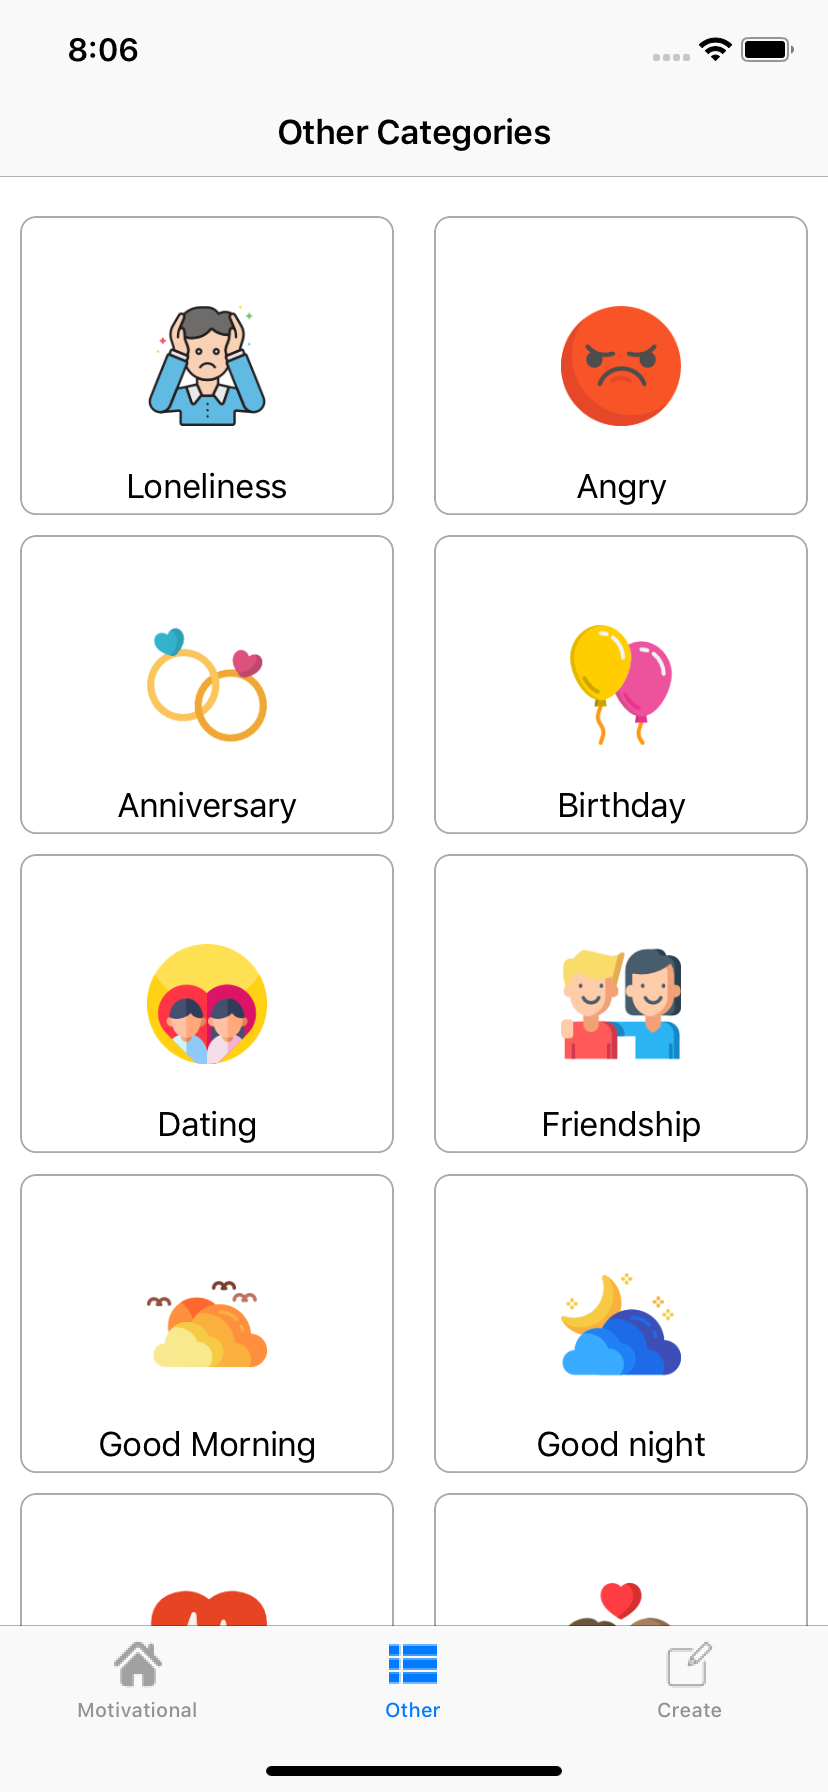 8:06
Other Categories
Loneliness
Angry
Anniversary
Birthday
Dating
Friendship
Good Morning
Good night
Motivational
Other
Create